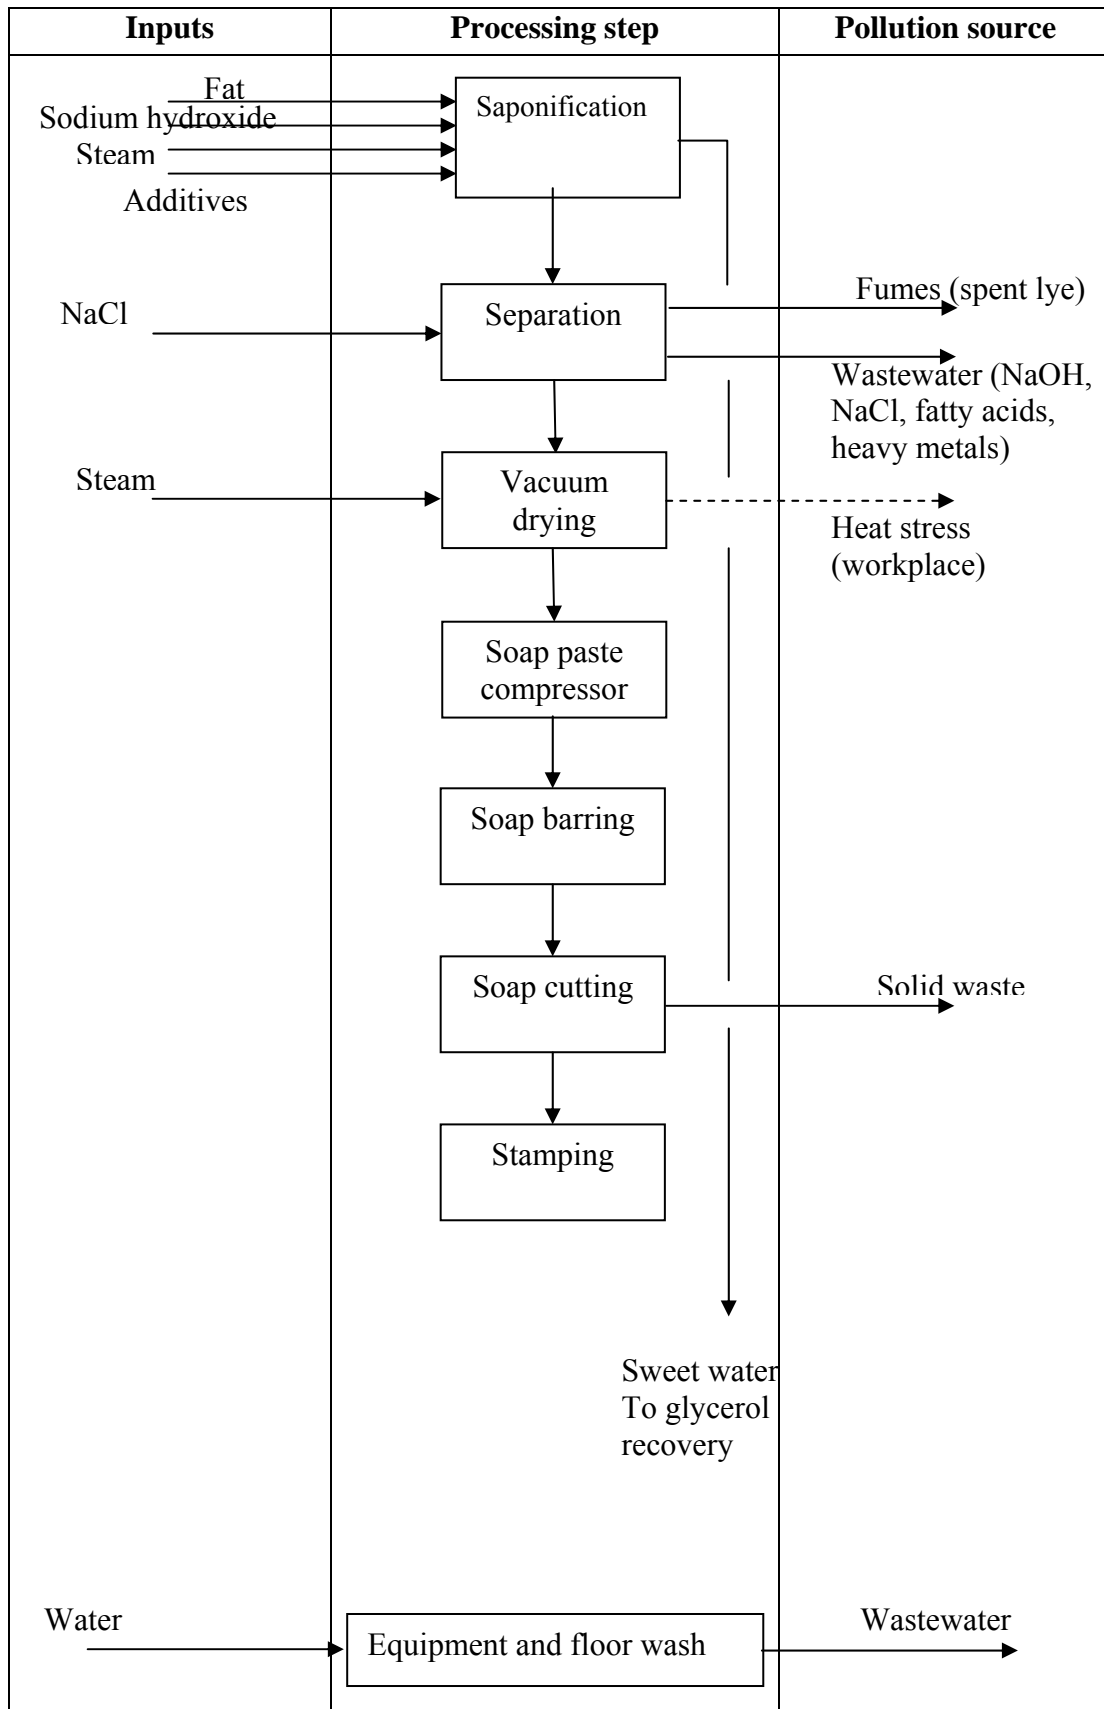 Inputs
Processing step
Pollution source
Fat
Sodium hydroxide
Steam
Additives
Saponification
NaCl
Separation
Fumes (spent lye)
Wastewater (NaOH,
NaCl, fatty acids,
heavy metals)
Steam
Vacuum
drying
Heat stress
(workplace)
Soap paste
compressor
Soap barring
Soap cutting
Solid waste
Stamping
Sweet water
To glycerol
recovery
Water
Equipment and floor wash
Wastewater